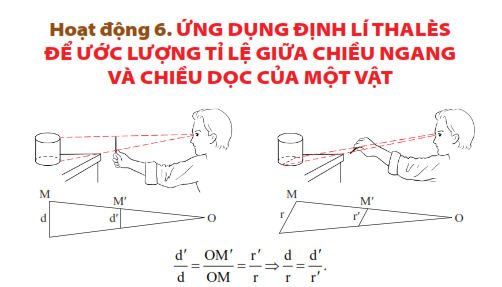 Hoạt động 6. ỨNG DỤNG ĐỊNH LÍ THALÈS
ĐỂ ƯỚC LƯỢNG TỈ LỆ GIỮA CHIỀU NGANG
VÀ CHIỀU DỌC CỦA MỘT VẬT
M
M'
d
d'
O
M
M'
r
r'
O
d'/d = OM'/OM = r'/r ⇒ d/r = d'/r'.